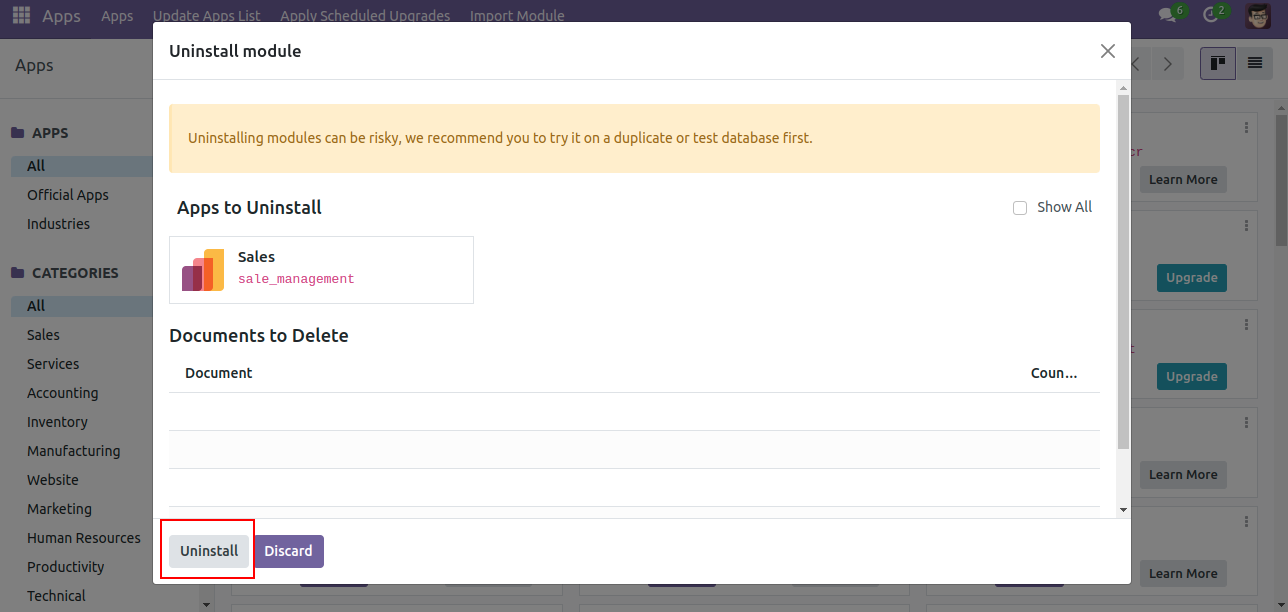 Apps Apps Update Apps List Apply Scheduled Upgrades Import Module 6 2
Apps
Uninstall module
Uninstalling modules can be risky, we recommend you to try it on a duplicate or test database first.
Apps to Uninstall
Show All
Sales
sale_management
Documents to Delete
Document Coun...
Uninstall Discard
APPS
All
Official Apps
Industries
CATEGORIES
All
Sales
Services
Accounting
Inventory
Manufacturing
Website
Marketing
Human Resources
Productivity
Technical
cr
Learn More
Upgrade
Upgrade
Learn More
Learn More